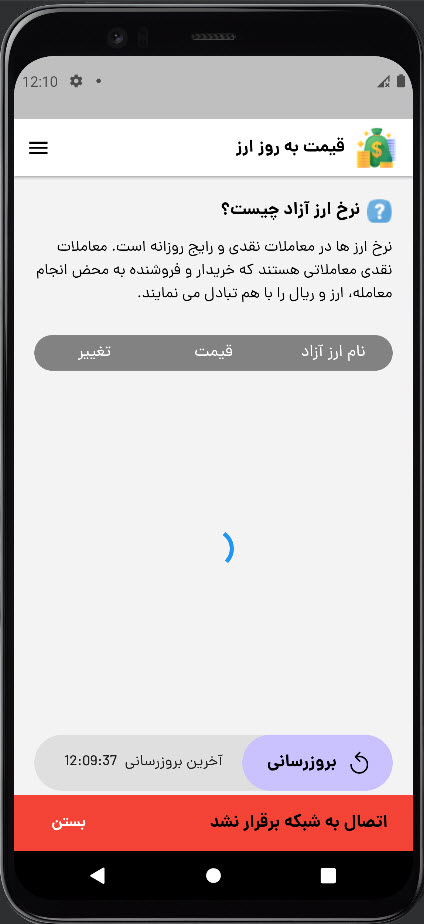 12:10
قیمت به روز ارز
نرخ ارز آزاد چیست؟
نرخ ارز ها در معاملات نقدی و رایج روزانه است. معاملات
نقدی معاملاتی هستند که خریدار و فروشنده به محض انجام
معامله، ارز و ریال را با هم تبادل می نمایند.
نام ارز آزاد قیمت تغییر
بروزرسانی آخرین بروزرسانی 12:09:37
اتصال به شبکه برقرار نشد بستن